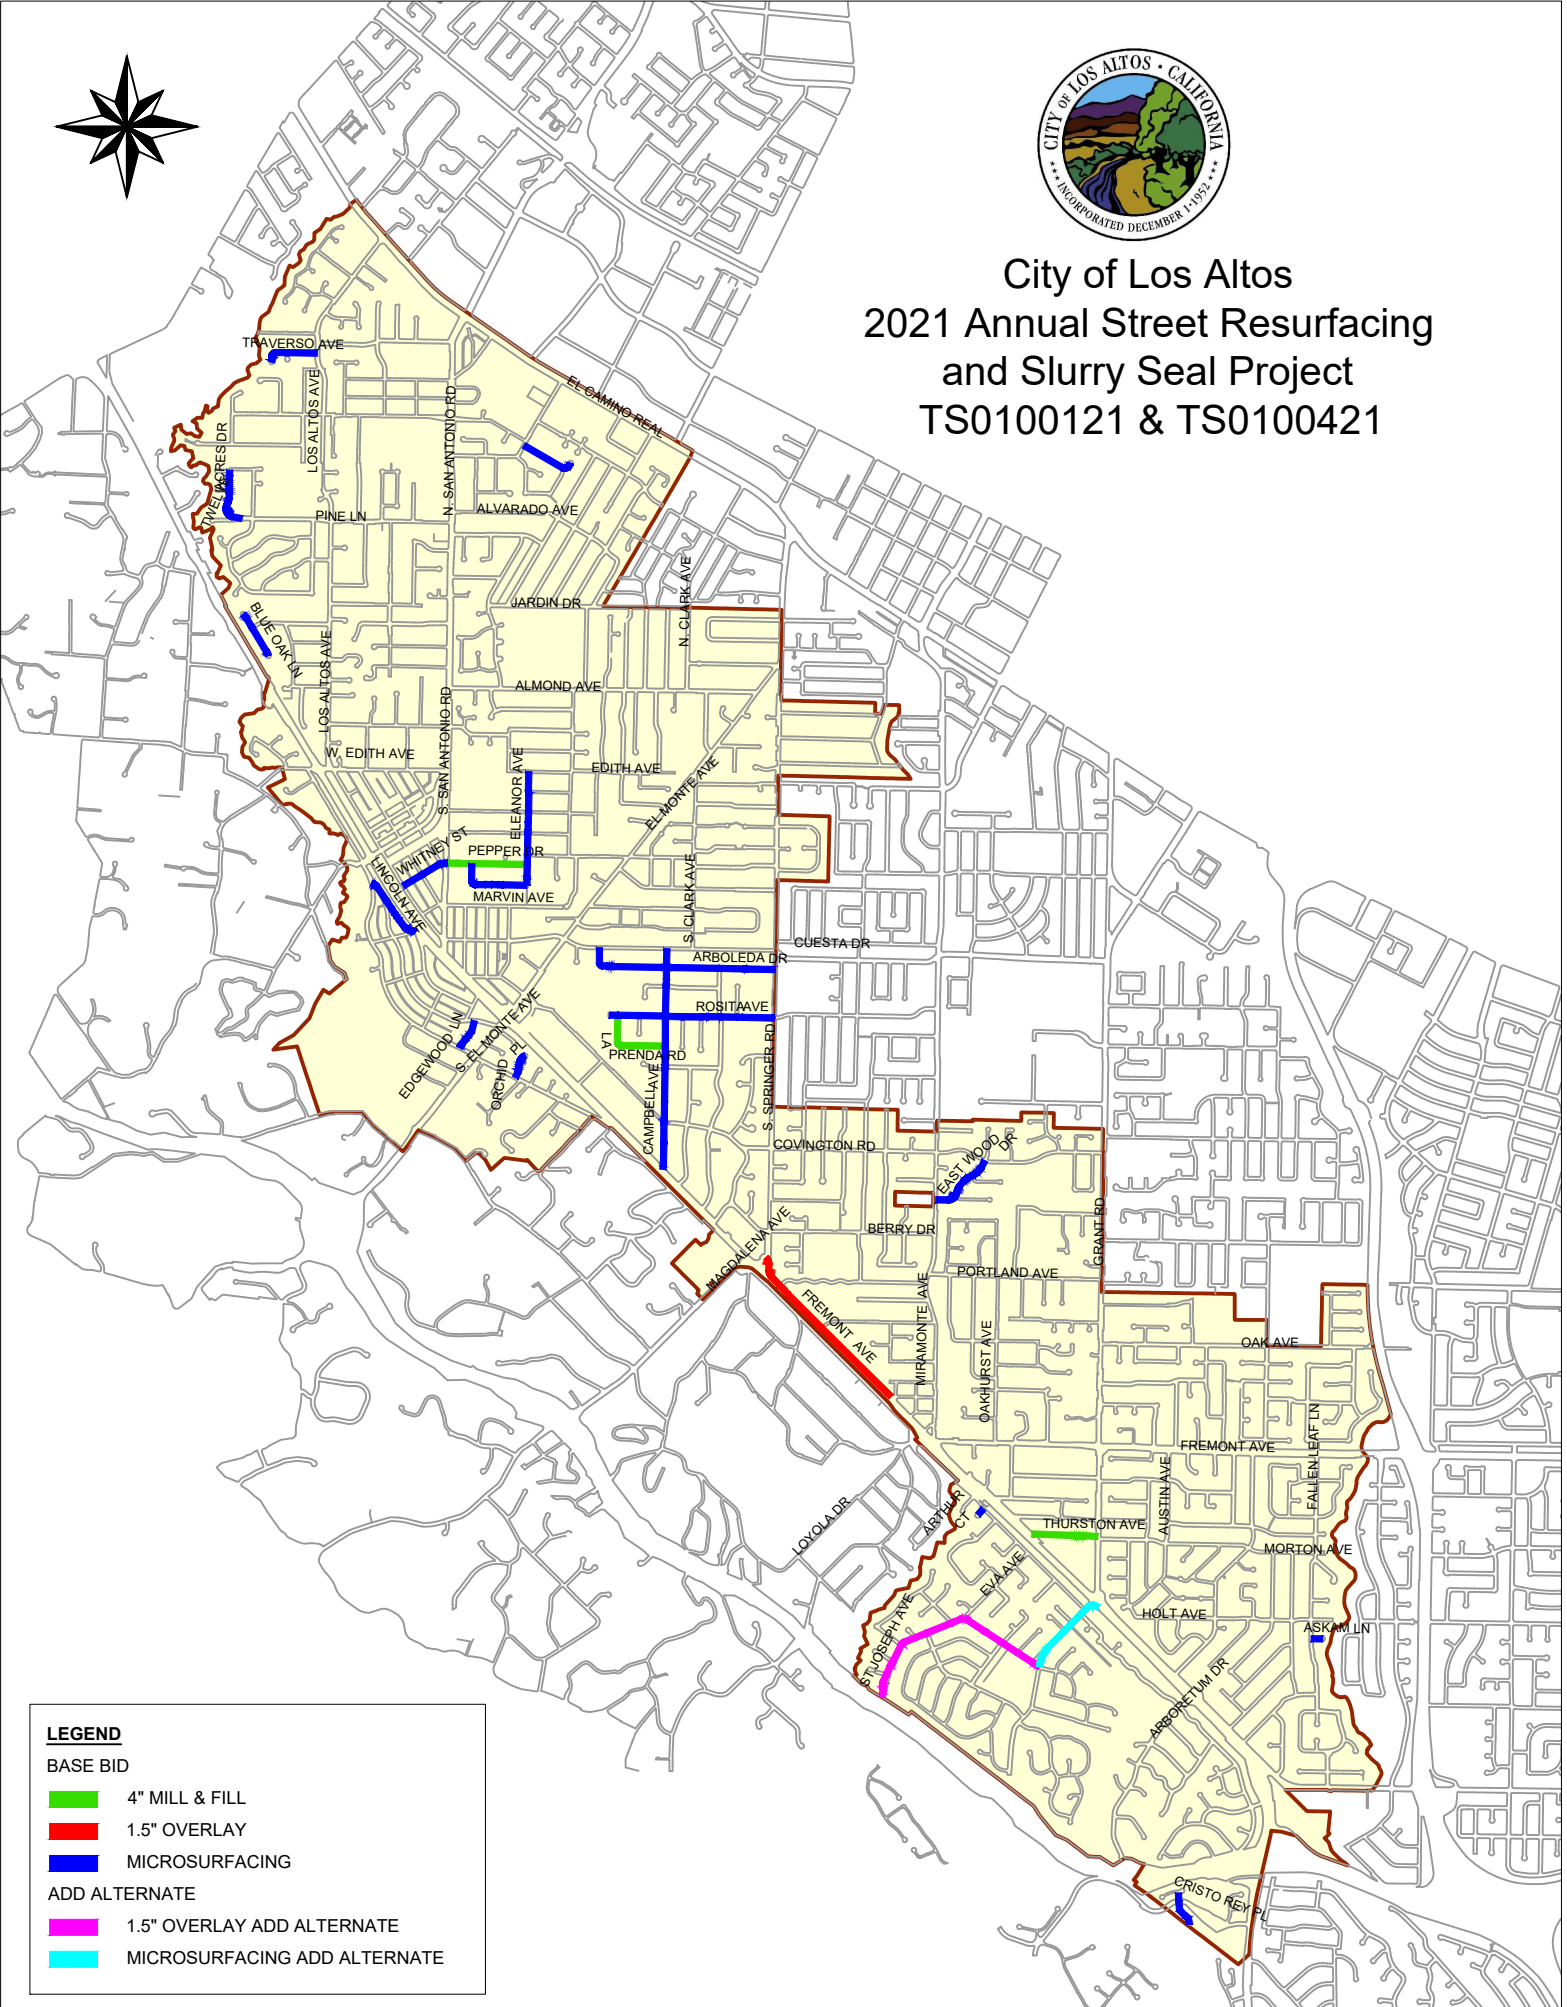 CITY OF LOS ALTOS • CALIFORNIA
*** INCORPORATED DECEMBER 1•1952 ***
City of Los Altos
2021 Annual Street Resurfacing
and Slurry Seal Project
TS0100121 & TS0100421
TRAVERSO AVE
LOS ALTOS AVE
N. SAN ANTONIO RD
EL CAMINO REAL
TWELVE ACRES DR
PINE LN
ALVARADO AVE
N. CLARK AVE
JARDIN DR
BLUE OAK LN
LOS ALTOS AVE
S. SAN ANTONIO RD
ALMOND AVE
W. EDITH AVE
ELEANOR AVE
EDITH AVE
EL MONTE AVE
WHITNEY ST
PEPPER DR
LINCOLN AVE
MARVIN AVE
S. CLARK AVE
CUESTA DR
ARBOLEDA DR
ROSITA AVE
EDGEWOOD LN
S. EL MONTE AVE
ORCHID PL
LA
PRENDA RD
CAMPBELL AVE
S. SPRINGER RD
COVINGTON RD
EAST WOOD
DR
BERRY DR
GRANT RD
MAGDALENA AVE
PORTLAND AVE
FREMONT AVE
MIRAMONTE AVE
OAKHURST AVE
OAK AVE
FREMONT AVE
FALLEN LEAF LN
AUSTIN AVE
LOYOLA DR
ARTHUR
CT
THURSTON AVE
MORTON AVE
EVA AVE
ST JOSEPH AVE
HOLT AVE
ASKAM LN
ARBORETUM DR
CRISTO REY PL
LEGEND
BASE BID
4" MILL & FILL
1.5" OVERLAY
MICROSURFACING
ADD ALTERNATE
1.5" OVERLAY ADD ALTERNATE
MICROSURFACING ADD ALTERNATE